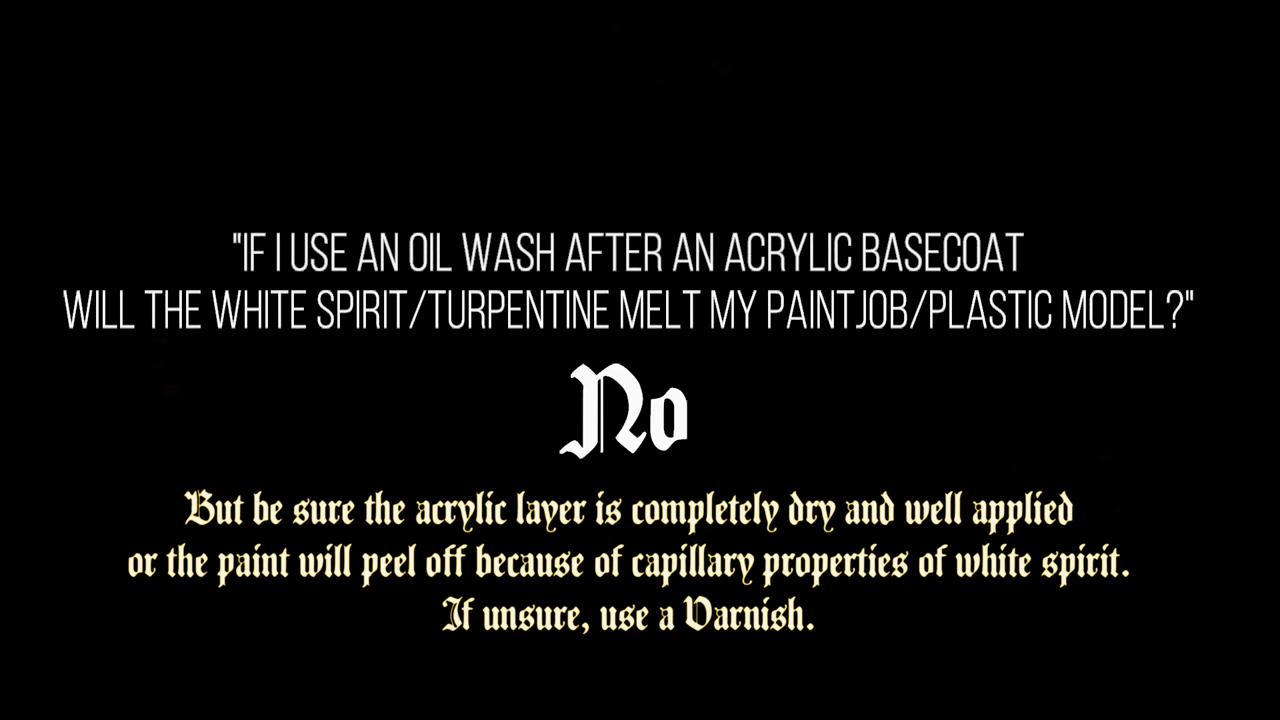 "IF I USE AN OIL WASH AFTER AN ACRYLIC BASECOAT
WILL THE WHITE SPIRIT/TURPENTINE MELT MY PAINTJOB/PLASTIC MODEL?"
No
But be sure the acrylic layer is completely dry and well applied
or the paint will peel off because of capillary properties of white spirit.
If unsure, use a Varnish.